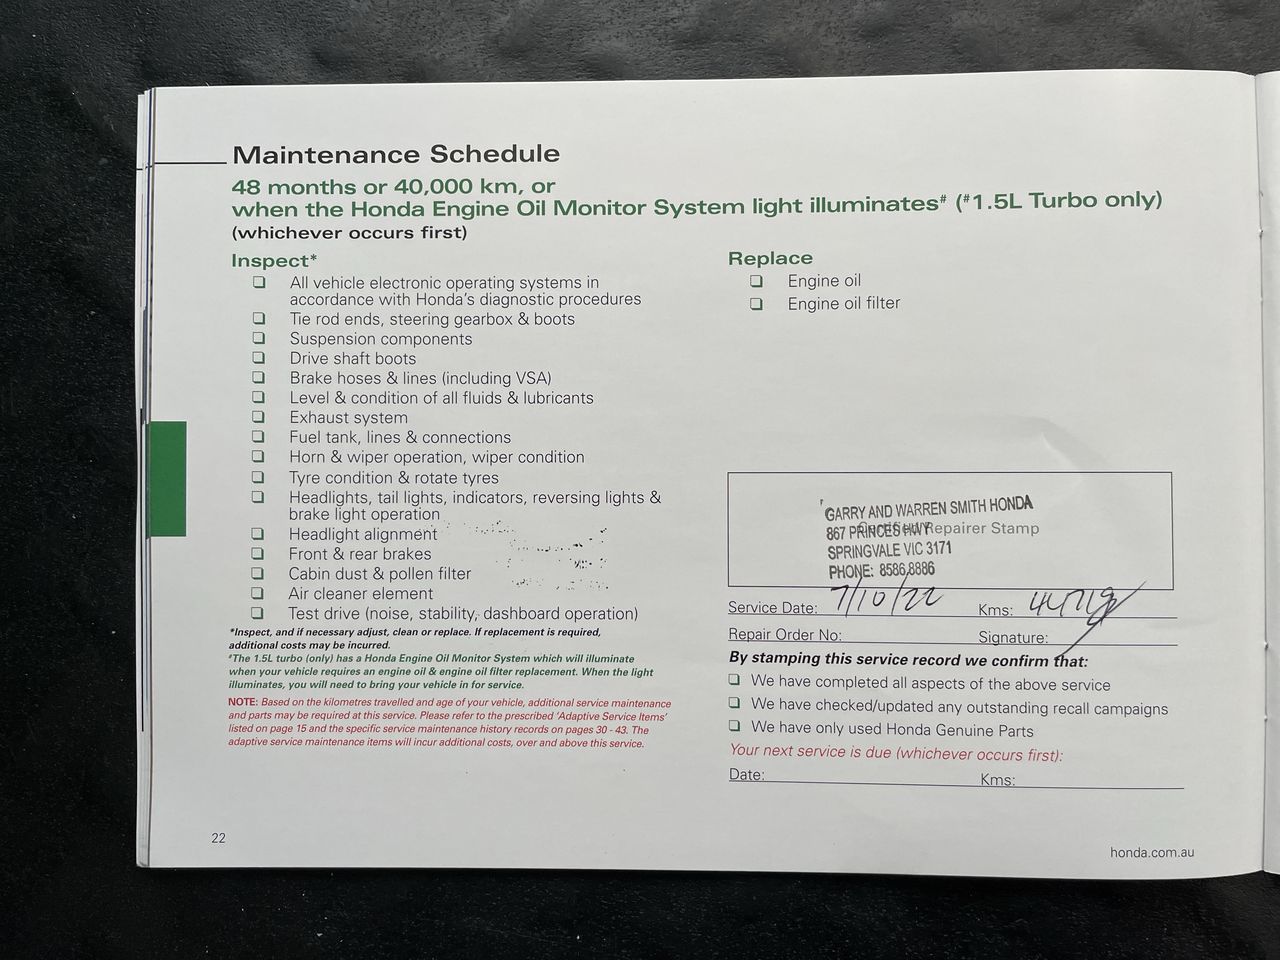 Maintenance Schedule
48 months or 40,000 km, or
when the Honda Engine Oil Monitor System light illuminates# (#1.5L Turbo only)
(whichever occurs first)
Inspect*
❑ All vehicle electronic operating systems in
accordance with Honda's diagnostic procedures
❑ Tie rod ends, steering gearbox & boots
❑ Suspension components
❑ Drive shaft boots
❑ Brake hoses & lines (including VSA)
❑ Level & condition of all fluids & lubricants
❑ Exhaust system
❑ Fuel tank, lines & connections
❑ Horn & wiper operation, wiper condition
❑ Tyre condition & rotate tyres
❑ Headlights, tail lights, indicators, reversing lights &
brake light operation
❑ Headlight alignment
❑ Front & rear brakes
❑ Cabin dust & pollen filter
❑ Air cleaner element
❑ Test drive (noise, stability, dashboard operation)
*Inspect, and if necessary adjust, clean or replace. If replacement is required,
additional costs may be incurred.
#The 1.5L turbo (only) has a Honda Engine Oil Monitor System which will illuminate
when your vehicle requires an engine oil & engine oil filter replacement. When the light
illuminates, you will need to bring your vehicle in for service.
NOTE: Based on the kilometres travelled and age of your vehicle, additional service maintenance
and parts may be required at this service. Please refer to the prescribed 'Adaptive Service Items'
listed on page 15 and the specific service maintenance history records on pages 30 - 43. The
adaptive service maintenance items will incur additional costs, over and above this service.
22
Replace
❑ Engine oil
❑ Engine oil filter
GARRY AND WARREN SMITH HONDA
867 PRINCES HWY
Repairer Stamp
SPRINGVALE VIC 3171
PHONE: 8586 8886
Service Date: 7/10/22 Kms:
Repair Order No: Signature:
By stamping this service record we confirm that:
❑ We have completed all aspects of the above service
❑ We have checked/updated any outstanding recall campaigns
❑ We have only used Honda Genuine Parts
Your next service is due (whichever occurs first):
Date: Kms:
honda.com.au